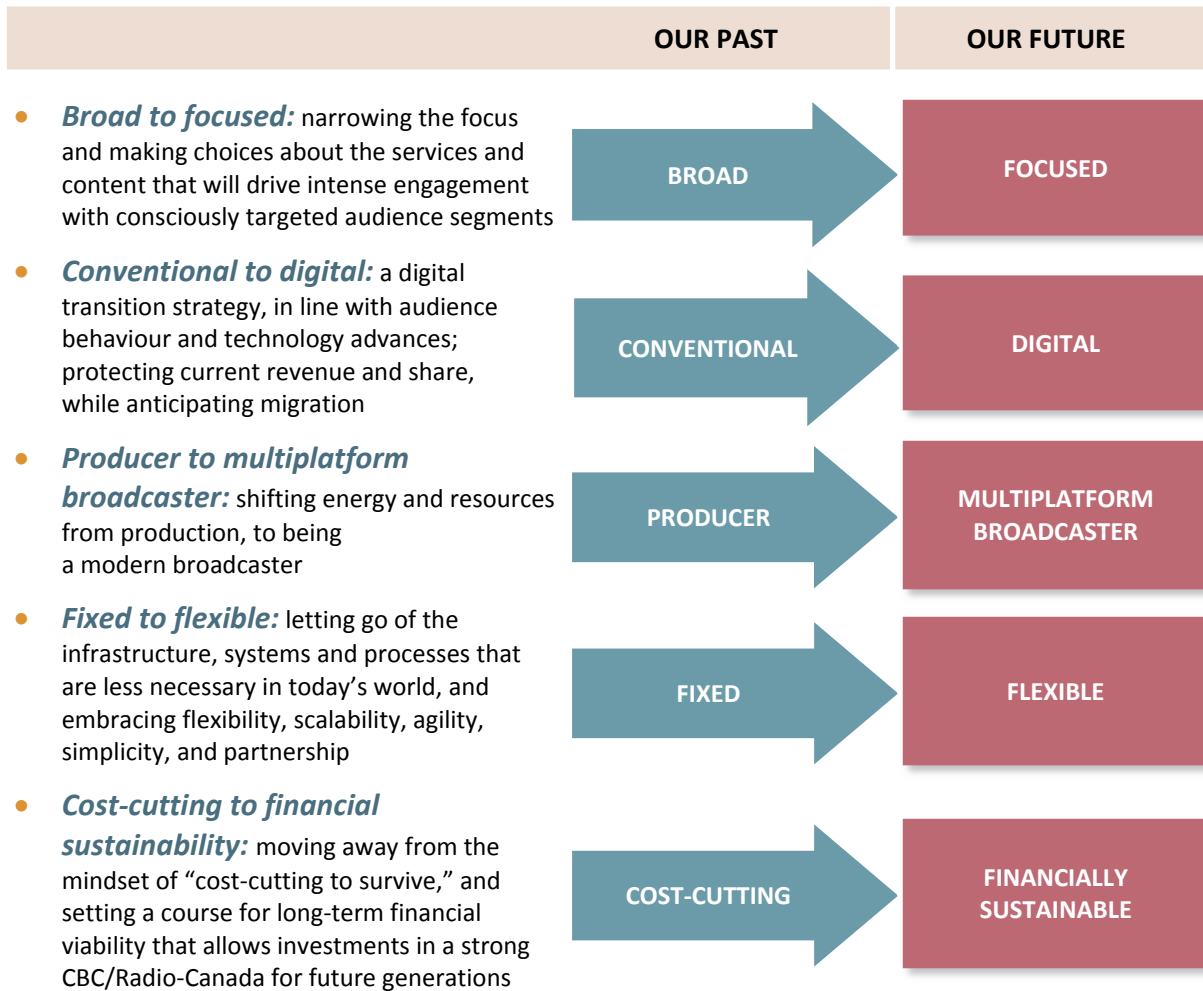 OUR PAST
OUR FUTURE
• Broad to focused: narrowing the focus
and making choices about the services and
content that will drive intense engagement
with consciously targeted audience segments
BROAD
FOCUSED
• Conventional to digital: a digital
transition strategy, in line with audience
behaviour and technology advances;
protecting current revenue and share,
while anticipating migration
CONVENTIONAL
DIGITAL
• Producer to multiplatform
broadcaster: shifting energy and resources
from production, to being
a modern broadcaster
PRODUCER
MULTIPLATFORM
BROADCASTER
• Fixed to flexible: letting go of the
infrastructure, systems and processes that
are less necessary in today’s world, and
embracing flexibility, scalability, agility,
simplicity, and partnership
FIXED
FLEXIBLE
• Cost-cutting to financial
sustainability: moving away from the
mindset of “cost-cutting to survive,” and
setting a course for long-term financial
viability that allows investments in a strong
CBC/Radio-Canada for future generations
COST-CUTTING
FINANCIALLY
SUSTAINABLE